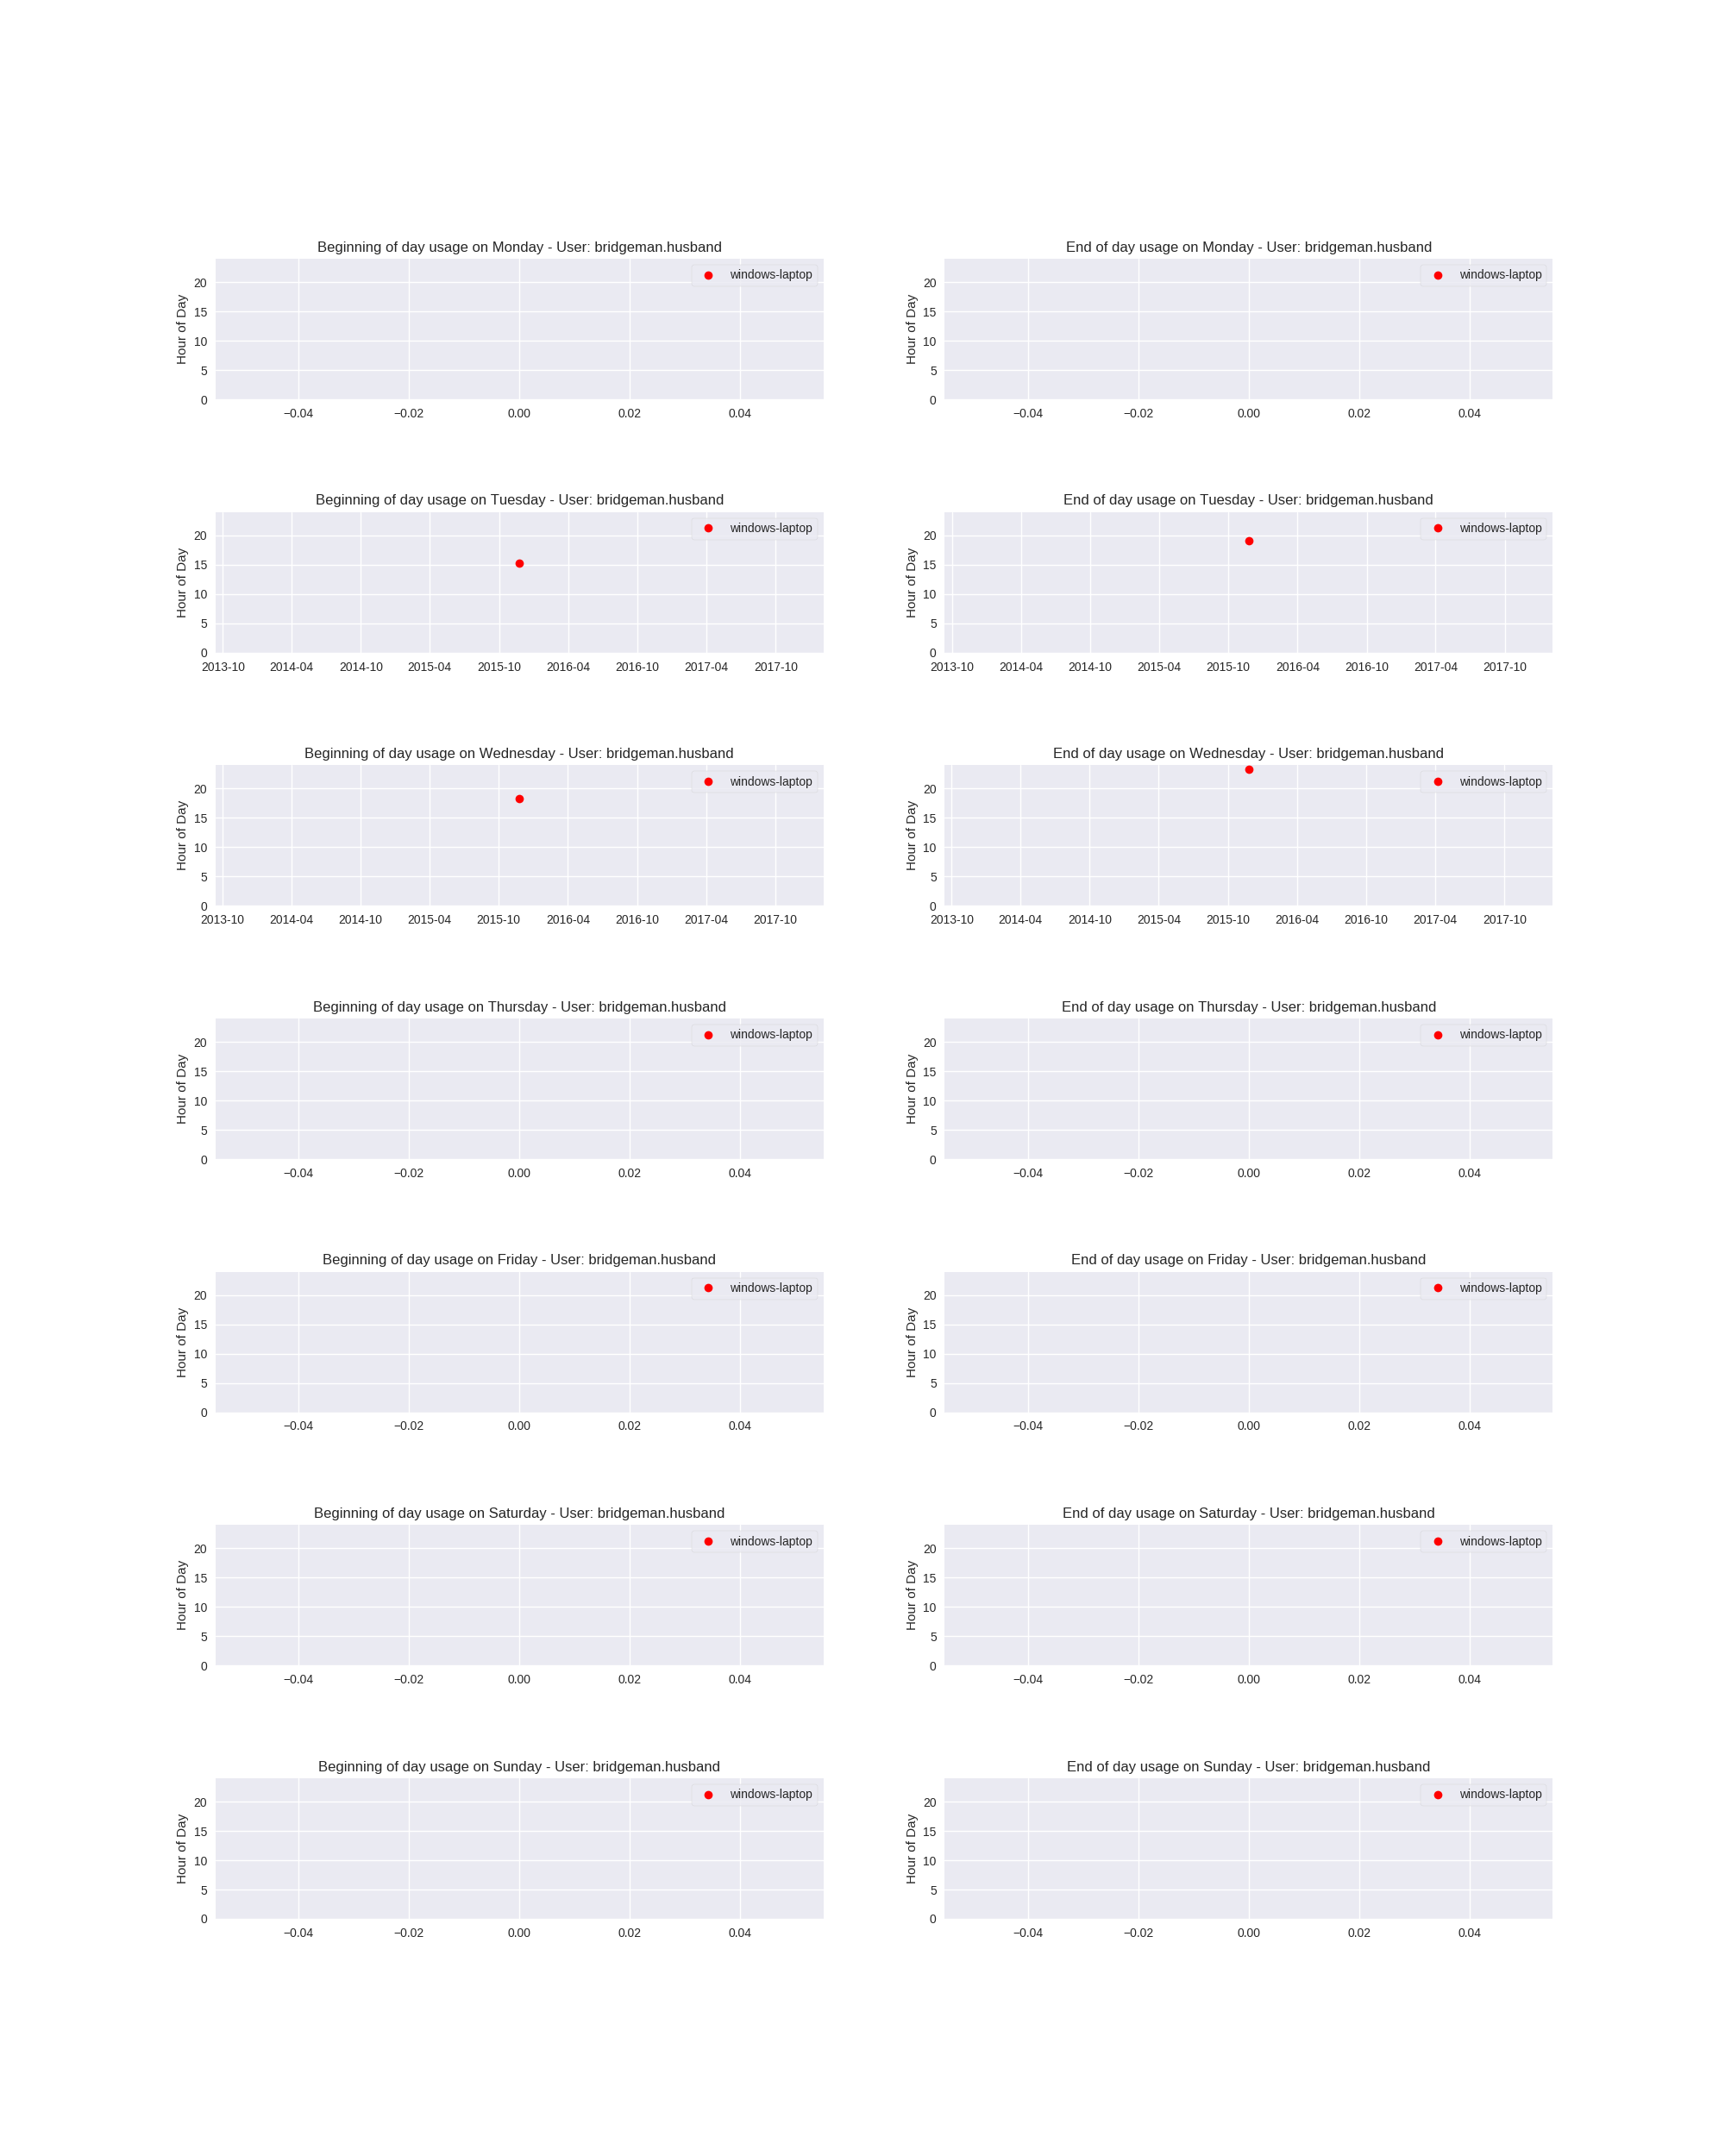 Beginning of day usage on Monday - User: bridgeman.husband
windows-laptop
Hour of Day
20
15
10
5
0
−0.04 −0.02 0.00 0.02 0.04
End of day usage on Monday - User: bridgeman.husband
windows-laptop
Hour of Day
20
15
10
5
0
−0.04 −0.02 0.00 0.02 0.04
Beginning of day usage on Tuesday - User: bridgeman.husband
windows-laptop
Hour of Day
20
15
10
5
0
2013-10 2014-04 2014-10 2015-04 2015-10 2016-04 2016-10 2017-04 2017-10
End of day usage on Tuesday - User: bridgeman.husband
windows-laptop
Hour of Day
20
15
10
5
0
2013-10 2014-04 2014-10 2015-04 2015-10 2016-04 2016-10 2017-04 2017-10
Beginning of day usage on Wednesday - User: bridgeman.husband
windows-laptop
Hour of Day
20
15
10
5
0
2013-10 2014-04 2014-10 2015-04 2015-10 2016-04 2016-10 2017-04 2017-10
End of day usage on Wednesday - User: bridgeman.husband
windows-laptop
Hour of Day
20
15
10
5
0
2013-10 2014-04 2014-10 2015-04 2015-10 2016-04 2016-10 2017-04 2017-10
Beginning of day usage on Thursday - User: bridgeman.husband
windows-laptop
Hour of Day
20
15
10
5
0
−0.04 −0.02 0.00 0.02 0.04
End of day usage on Thursday - User: bridgeman.husband
windows-laptop
Hour of Day
20
15
10
5
0
−0.04 −0.02 0.00 0.02 0.04
Beginning of day usage on Friday - User: bridgeman.husband
windows-laptop
Hour of Day
20
15
10
5
0
−0.04 −0.02 0.00 0.02 0.04
End of day usage on Friday - User: bridgeman.husband
windows-laptop
Hour of Day
20
15
10
5
0
−0.04 −0.02 0.00 0.02 0.04
Beginning of day usage on Saturday - User: bridgeman.husband
windows-laptop
Hour of Day
20
15
10
5
0
−0.04 −0.02 0.00 0.02 0.04
End of day usage on Saturday - User: bridgeman.husband
windows-laptop
Hour of Day
20
15
10
5
0
−0.04 −0.02 0.00 0.02 0.04
Beginning of day usage on Sunday - User: bridgeman.husband
windows-laptop
Hour of Day
20
15
10
5
0
−0.04 −0.02 0.00 0.02 0.04
End of day usage on Sunday - User: bridgeman.husband
windows-laptop
Hour of Day
20
15
10
5
0
−0.04 −0.02 0.00 0.02 0.04